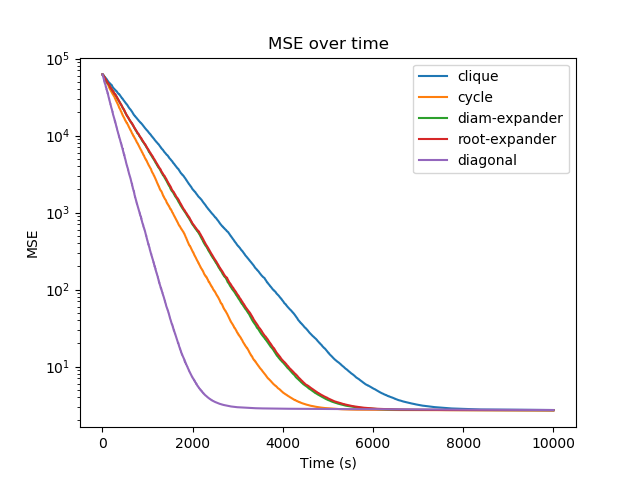 MSE over time
10^5
10^4
10^3
10^2
10^1
MSE
clique
cycle
diam-expander
root-expander
diagonal
0 2000 4000 6000 8000 10000
Time (s)